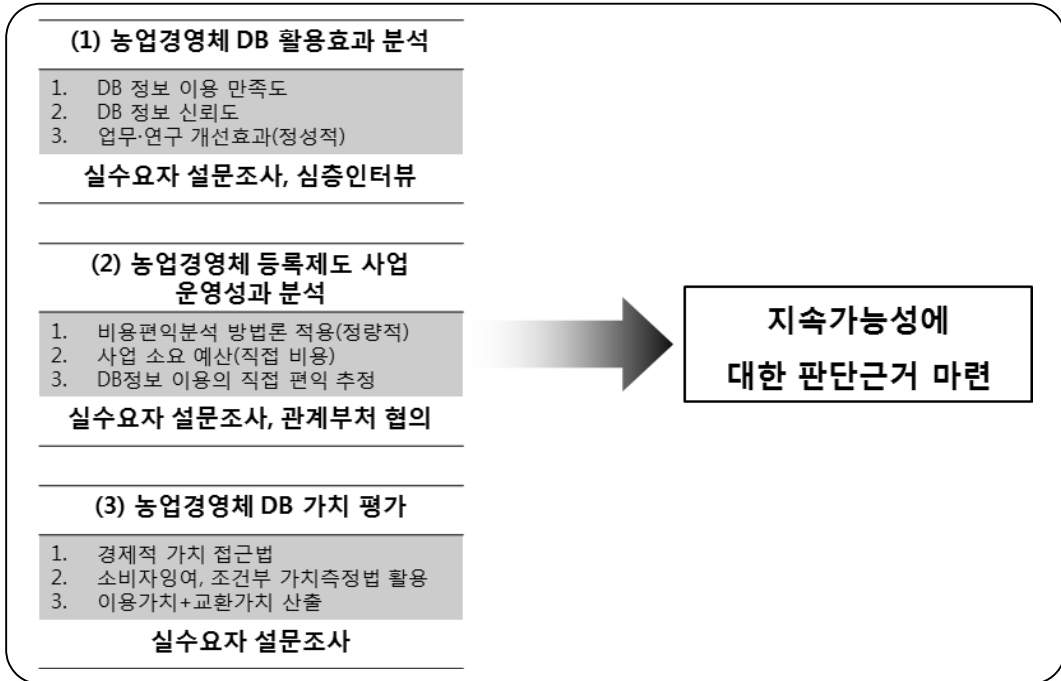 (1) 농업경영체 DB 활용효과 분석
1. DB 정보 이용 만족도
2. DB 정보 신뢰도
3. 업무·연구 개선효과(정성적)
실수요자 설문조사, 심층인터뷰
(2) 농업경영체 등록제도 사업
운영성과 분석
1. 비용편익분석 방법론 적용(정량적)
2. 사업 소요 예산(직접 비용)
3. DB정보 이용의 직접 편익 추정
실수요자 설문조사, 관계부처 협의
(3) 농업경영체 DB 가치 평가
1. 경제적 가치 접근법
2. 소비자잉여, 조건부 가치측정법 활용
3. 이용가치+교환가치 산출
실수요자 설문조사
지속가능성에
대한 판단근거 마련